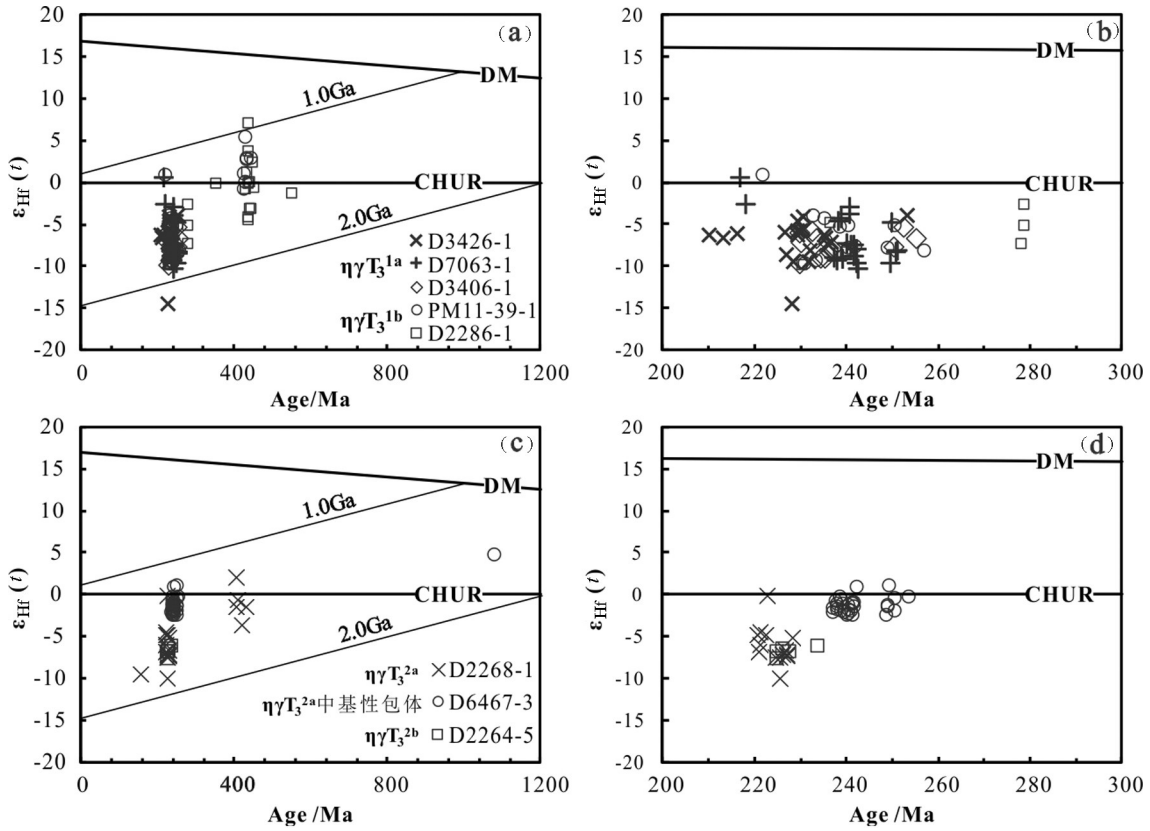 (a)
20
15
10
5
0
-5
-10
-15
-20
εHf (t)
DM
1.0Ga
CHUR
2.0Ga
D3426-1
ηγT₃¹ᵃ D7063-1
D3406-1
ηγT₃¹ᵇ PM11-39-1
D2286-1
0 400 800 1200
Age/Ma
(b)
20
15
10
5
0
-5
-10
-15
-20
εHf (t)
DM
CHUR
200 220 240 260 280 300
Age/Ma
(c)
20
15
10
5
0
-5
-10
-15
-20
εHf (t)
DM
1.0Ga
CHUR
2.0Ga
ηγT₃²ᵃ D2268-1
ηγT₃²ᵃ中基性包体 D6467-3
ηγT₃²ᵇ D2264-5
0 400 800 1200
Age /Ma
(d)
20
15
10
5
0
-5
-10
-15
-20
εHf (t)
DM
CHUR
200 220 240 260 280 300
Age /Ma